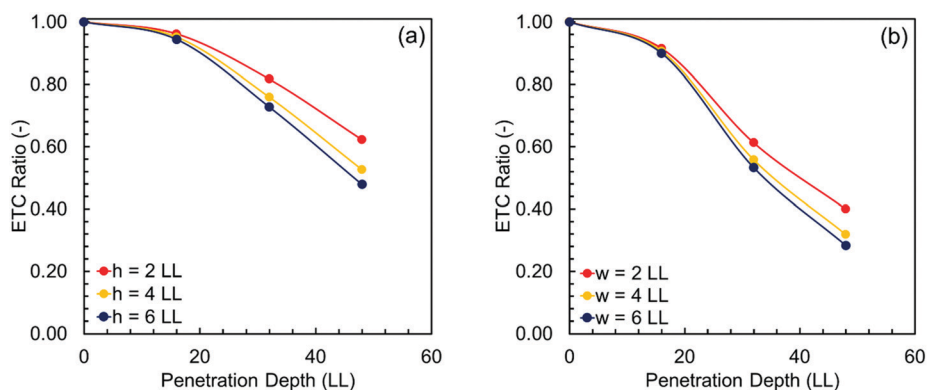 (a)
1.00
0.80
0.60
0.40
0.20
0.00
ETC Ratio (-)
h = 2 LL
h = 4 LL
h = 6 LL
0 20 40 60
Penetration Depth (LL)
(b)
1.00
0.80
0.60
0.40
0.20
0.00
ETC Ratio (-)
w = 2 LL
w = 4 LL
w = 6 LL
0 20 40 60
Penetration Depth (LL)